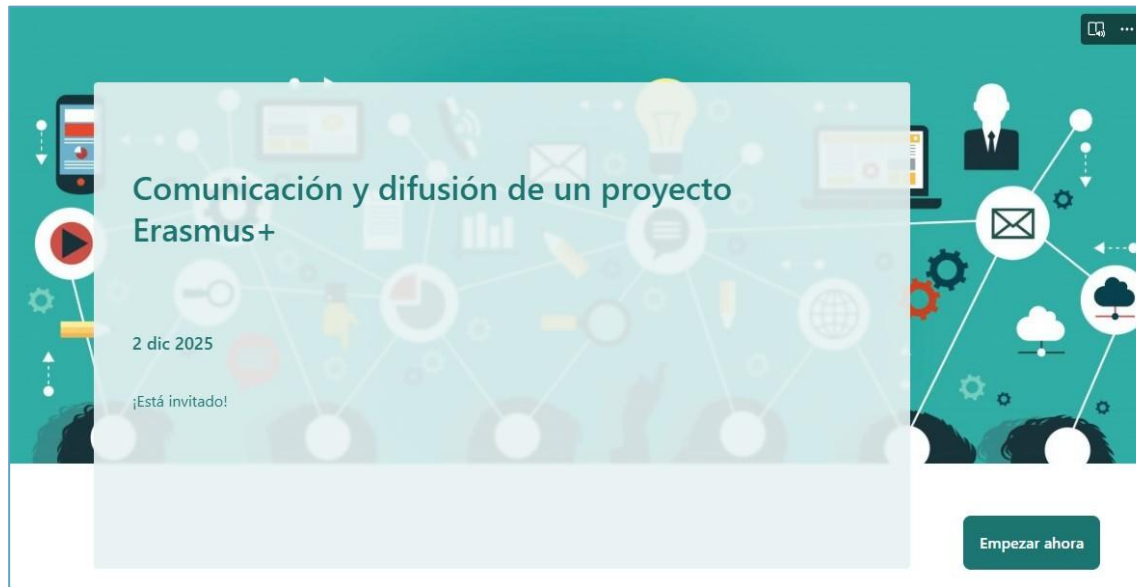 Comunicación y difusión de un proyecto
Erasmus+
2 dic 2025
¡Está invitado!
Empezar ahora